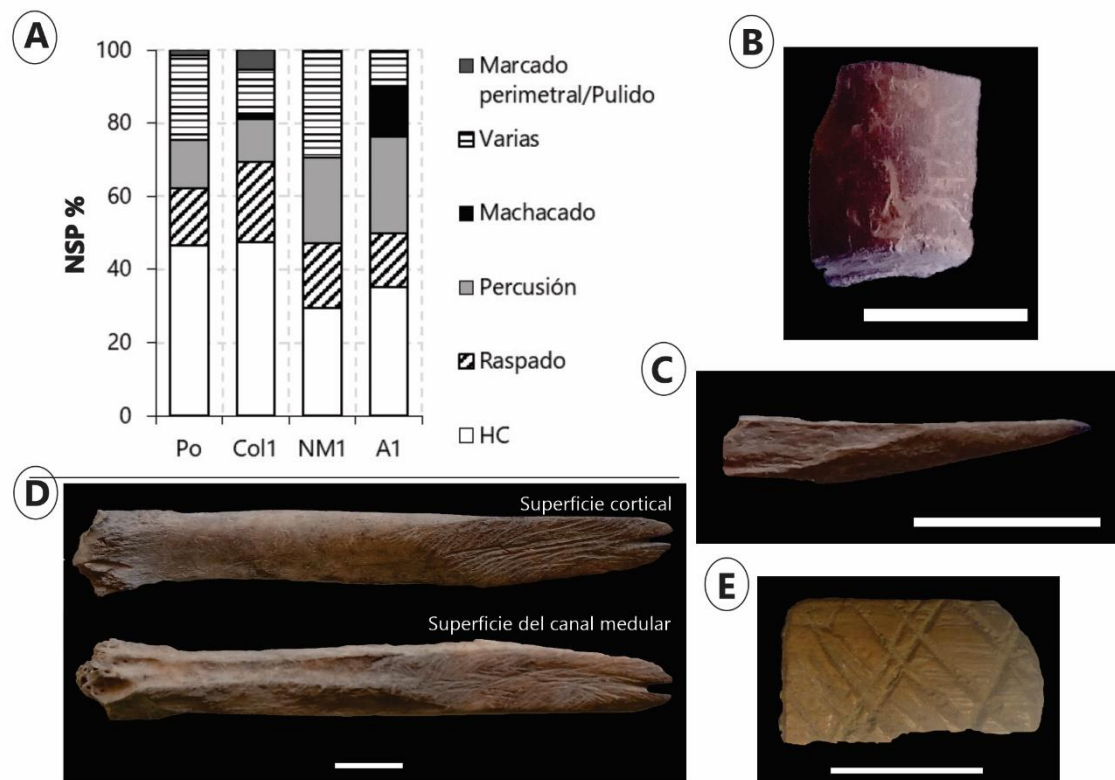 A
NSP %
100
80
60
40
20
0
Po Col1 NM1 A1
Marcado
perimetral/Pulido
Varias
Machacado
Percusión
Raspado
HC
B
C
D
Superficie cortical
Superficie del canal medular
E